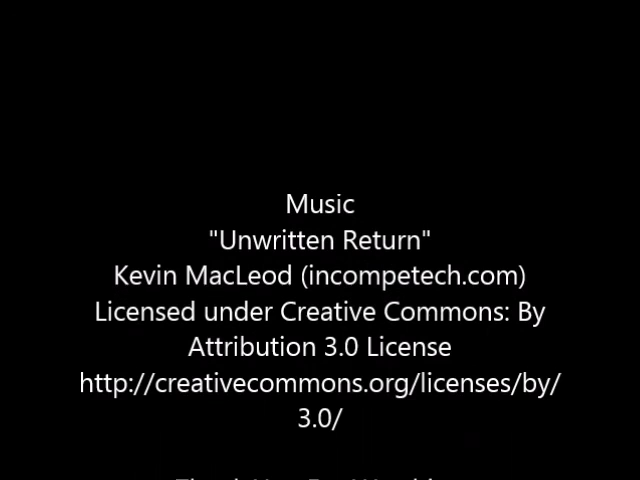 Music
"Unwritten Return"
Kevin MacLeod (incompetech.com)
Licensed under Creative Commons: By
Attribution 3.0 License
http://creativecommons.org/licenses/by/
3.0/